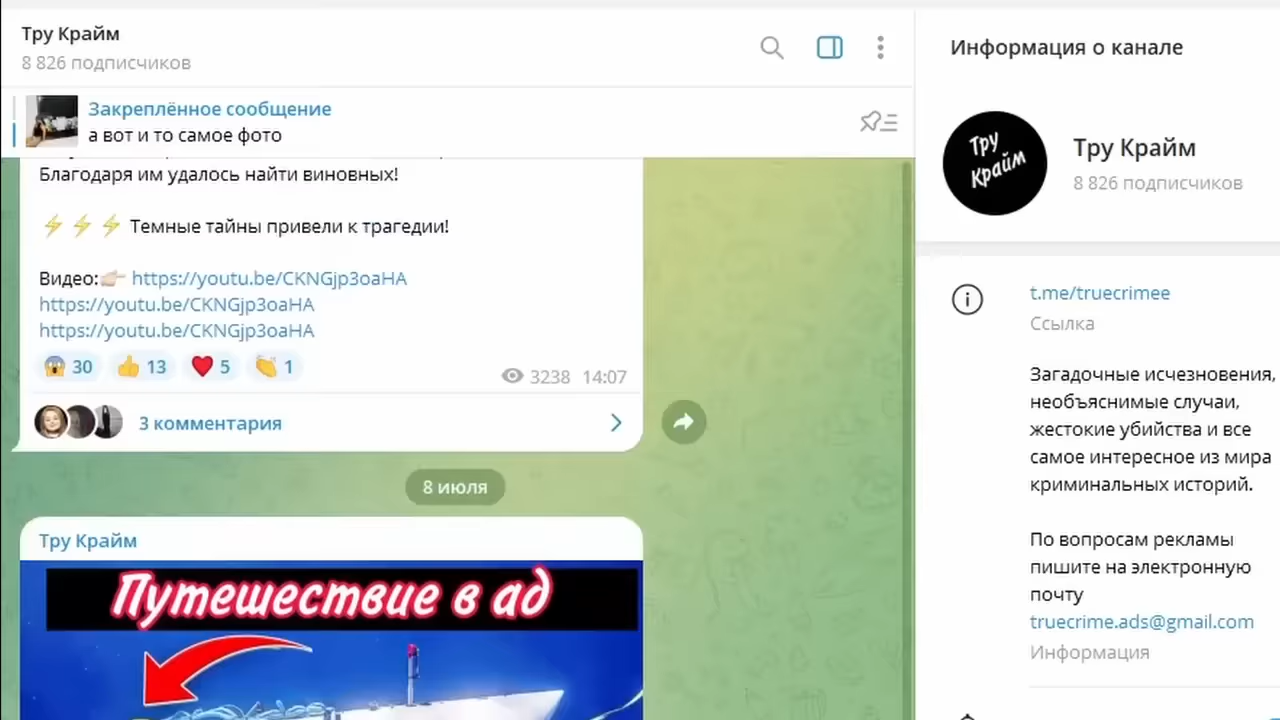 Тру Крайм
8 826 подписчиков
Закреплённое сообщение
а вот и то самое фото
Благодаря им удалось найти виновных!
⚡⚡⚡ Темные тайны привели к трагедии!
Видео:👉🏻 https://youtu.be/CKNGjp3oaHA
https://youtu.be/CKNGjp3oaHA
https://youtu.be/CKNGjp3oaHA
😱 30 👍 13 ❤️ 5 👏 1
3238 14:07
3 комментария
8 июля
Тру Крайм
Путешествие в ад
Информация о канале
Тру
Крайм
Тру Крайм
8 826 подписчиков
t.me/truecrimee
Ссылка
Загадочные исчезновения,
необъяснимые случаи,
жестокие убийства и все
самое интересное из мира
криминальных историй.
По вопросам рекламы
пишите на электронную
почту
truecrime.ads@gmail.com
Информация